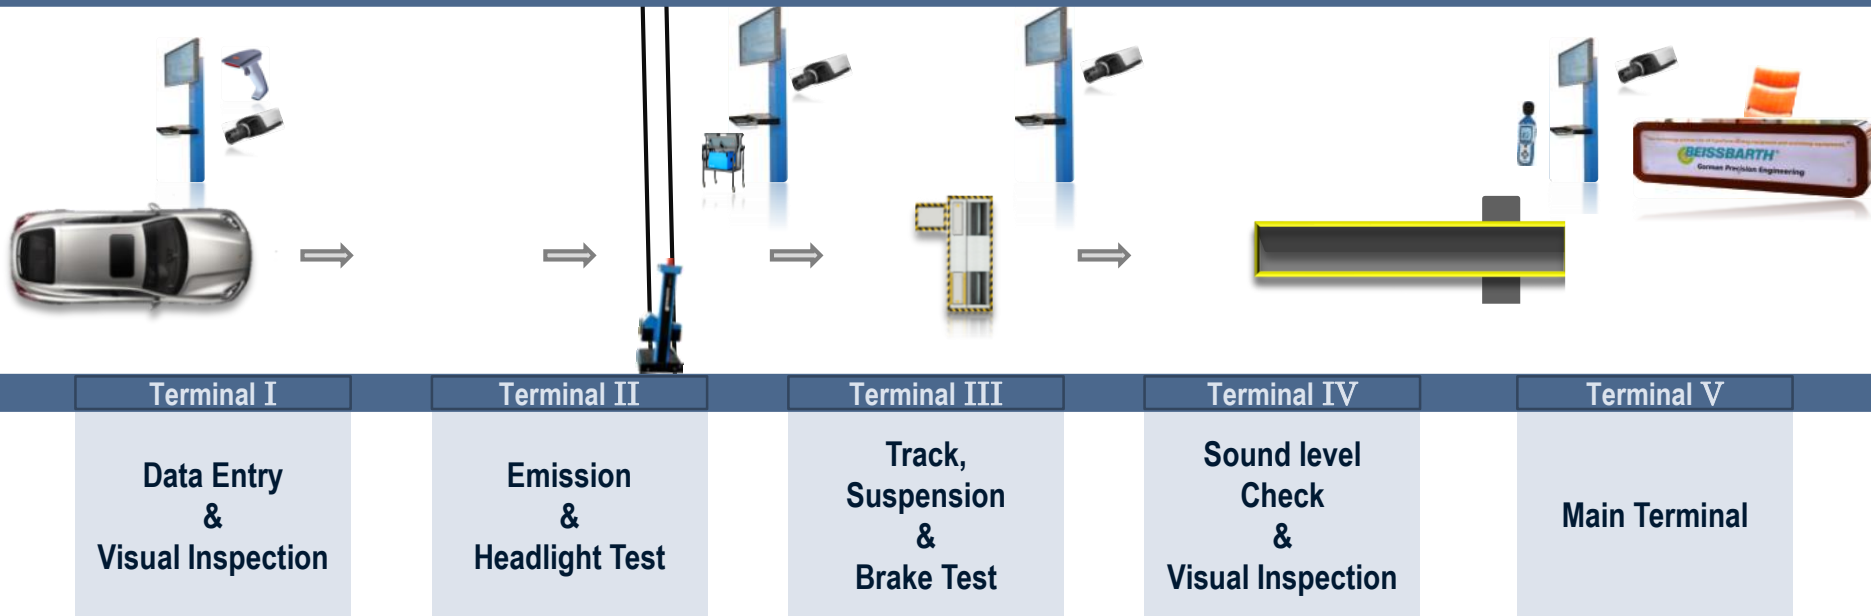 BEISSBARTH
German Precision Engineering
Terminal I
Terminal II
Terminal III
Terminal IV
Terminal V
Data Entry
&
Visual Inspection
Emission
&
Headlight Test
Track,
Suspension
&
Brake Test
Sound level
Check
&
Visual Inspection
Main Terminal